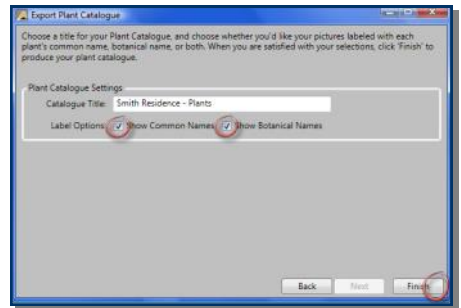 Export Plant Catalogue
Choose a title for your Plant Catalogue, and choose whether you'd like your pictures labeled with each
plant's common name, botanical name, or both. When you are satisfied with your selections, click 'Finish' to
produce your plant catalogue.
Plant Catalogue Settings
Catalogue Title: Smith Residence - Plants
Label Options: Show Common Names Show Botanical Names
Back Next Finish